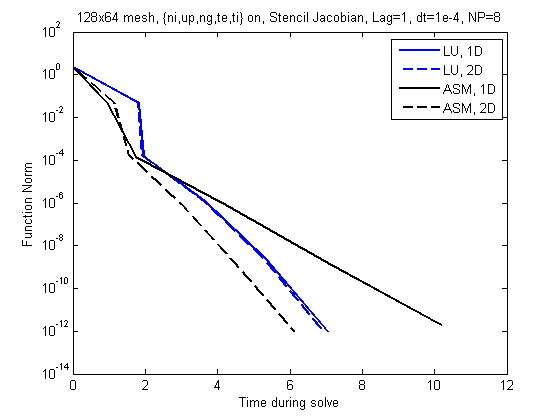 128x64 mesh, {ni,up,ng,te,ti} on, Stencil Jacobian, Lag=1, dt=1e-4, NP=8
10^2
10^0
10^-2
10^-4
10^-6
10^-8
10^-10
10^-12
10^-14
Function Norm
LU, 1D
LU, 2D
ASM, 1D
ASM, 2D
0 2 4 6 8 10 12
Time during solve